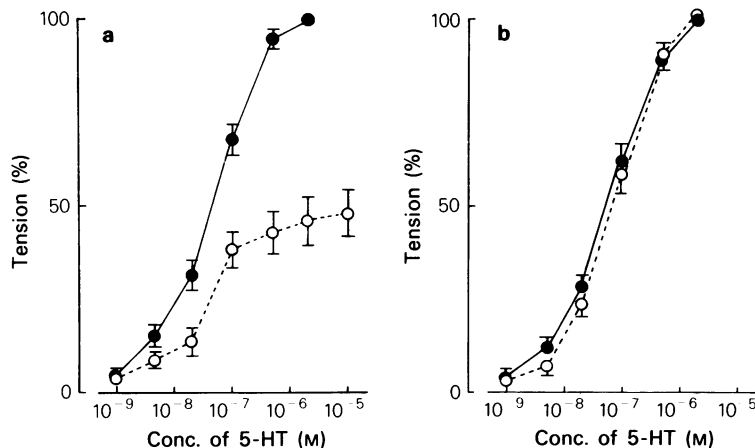 a
100
50
0
Tension (%)
10⁻⁹ 10⁻⁸ 10⁻⁷ 10⁻⁶ 10⁻⁵
Conc. of 5-HT (M)
b
100
50
0
Tension (%)
10⁻⁹ 10⁻⁸ 10⁻⁷ 10⁻⁶ 10⁻⁵
Conc. of 5-HT (M)